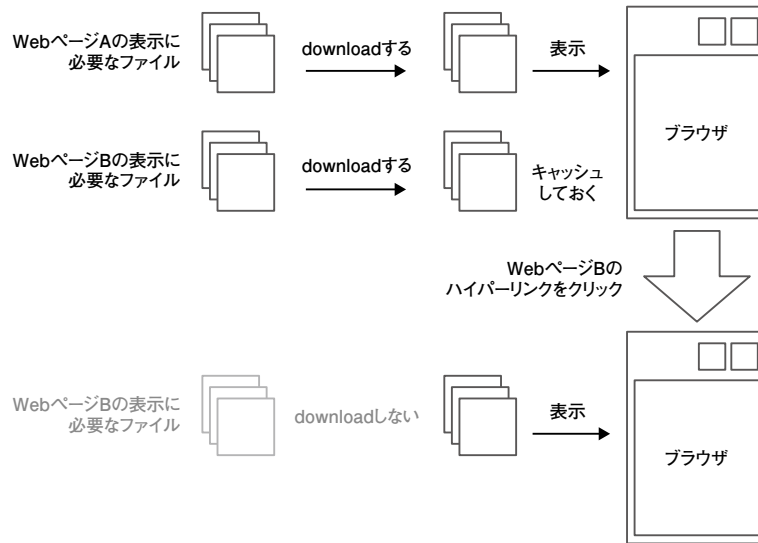 WebページAの表示に
必要なファイル
downloadする
表示
ブラウザ
WebページBの表示に
必要なファイル
downloadする
キャッシュ
しておく
WebページBの
ハイパーリンクをクリック
WebページBの表示に
必要なファイル
downloadしない
表示
ブラウザ